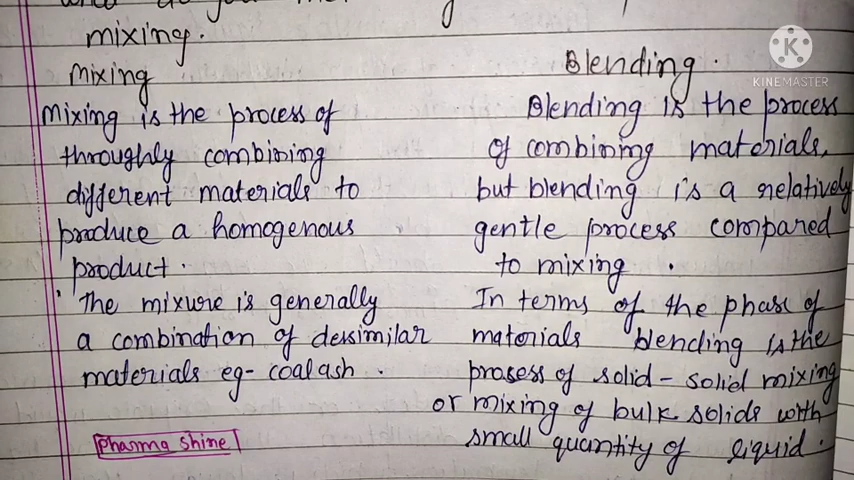 mixing.
Mixing
Mixing is the process of
throughly combining
different materials to
produce a homogenous
product.
The mixure is generally
a combination of dessimilar
materials eg- coal ash.
Pharma shine
Blending.
Blending is the process
of combining materials,
but blending is a relatively
gentle process compared
to mixing.
In terms of the phase of
materials blending is the
prosess of solid - solid mixing
or mixing of bulk solids with
small quantity of liquid.
K
KINEMASTER